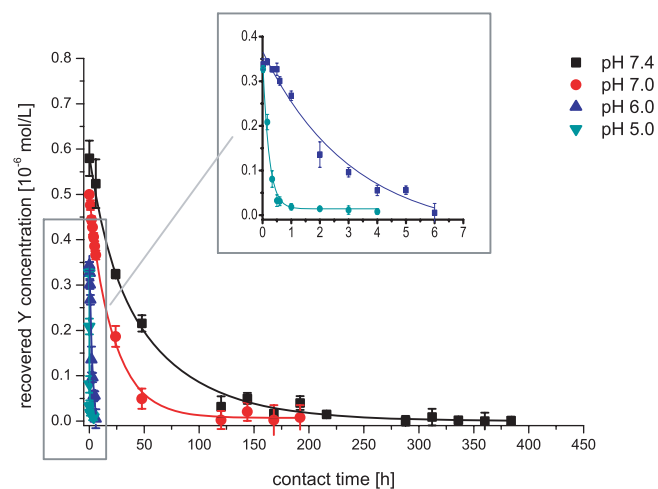 0.4
0.3
0.2
0.1
0.0
0 1 2 3 4 5 6 7
pH 7.4
pH 7.0
pH 6.0
pH 5.0
recovered Y concentration [10⁻⁶ mol/L]
0.8
0.7
0.6
0.5
0.4
0.3
0.2
0.1
0.0
0 50 100 150 200 250 300 350 400 450
contact time [h]